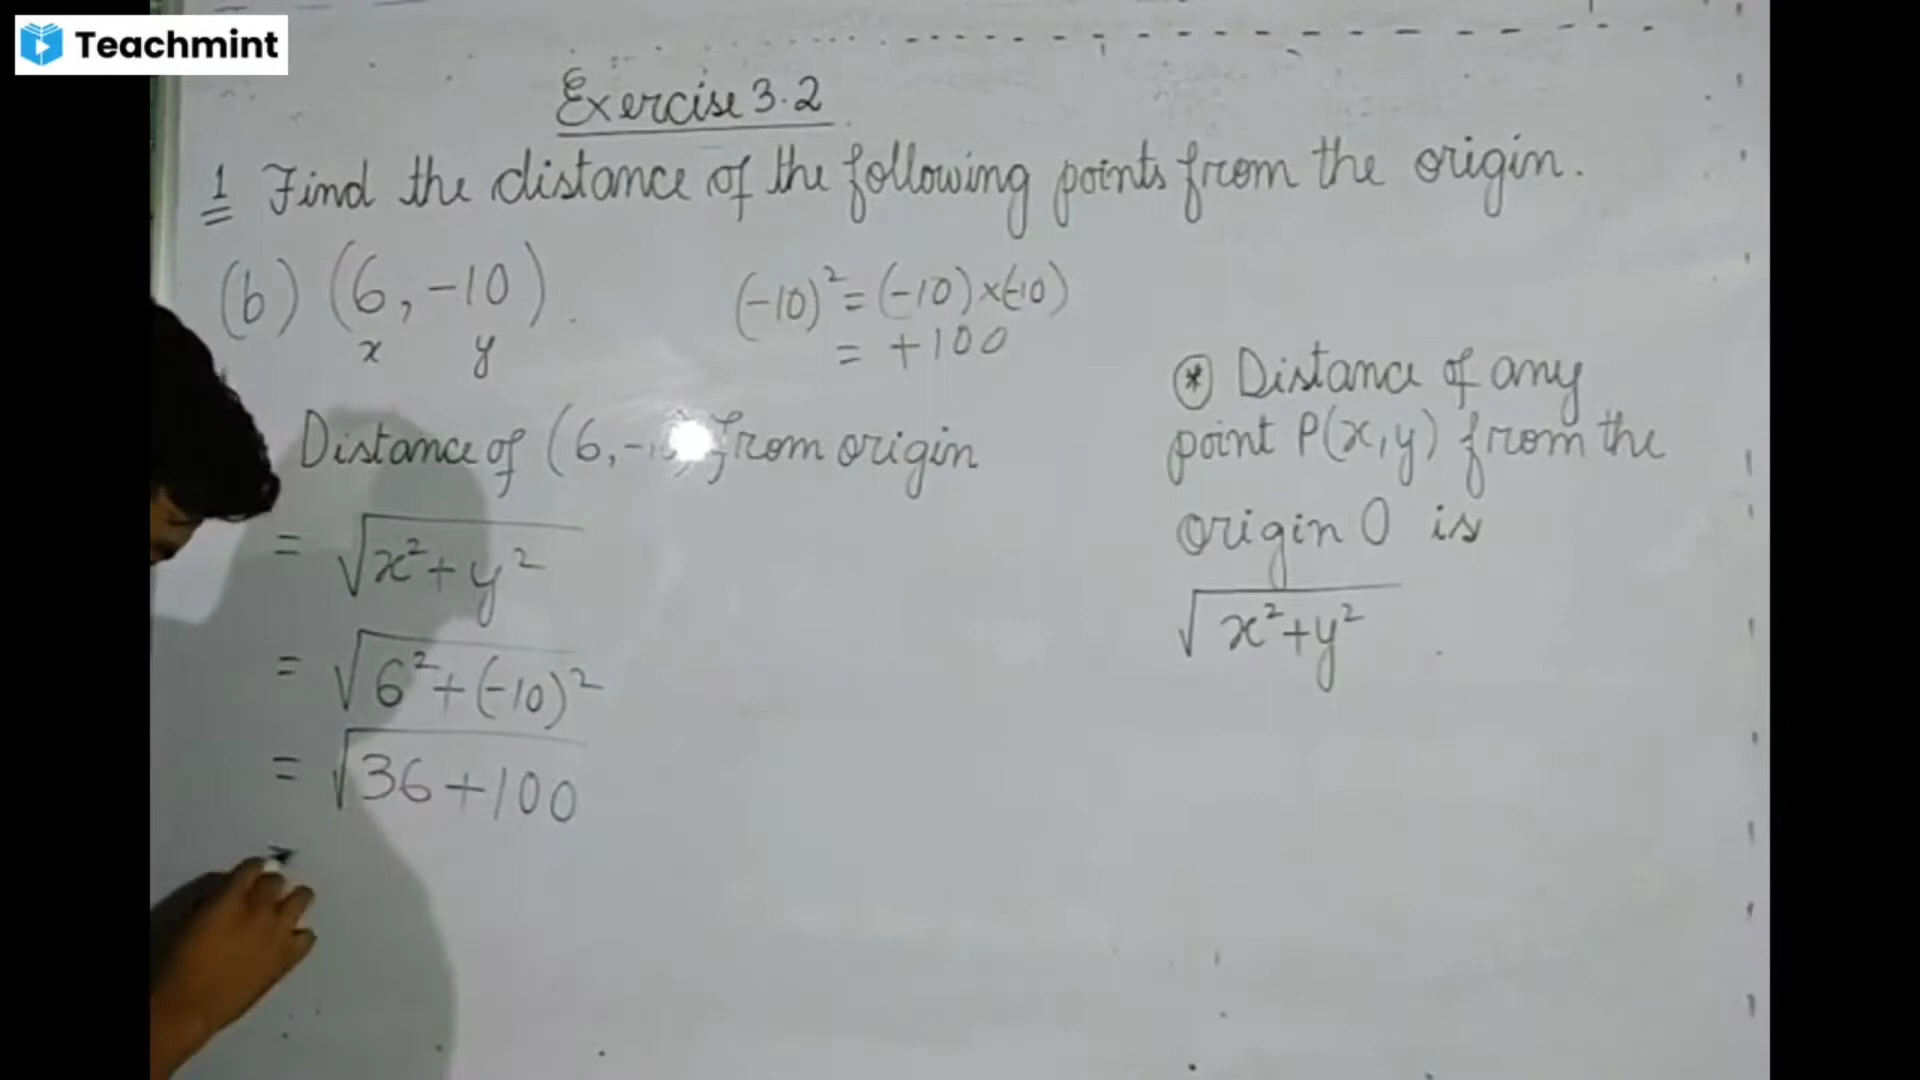 Teachmint
Exercise 3.2
1 Find the distance of the following points from the origin.
(b) (6, -10)
x y
(-10)² = (-10)×(-10)
= +100
Distance of (6, -10) from origin
= √x²+y²
= √6²+(-10)²
= √36+100
=
⊛ Distance of any
point P(x,y) from the
origin O is
√x²+y²